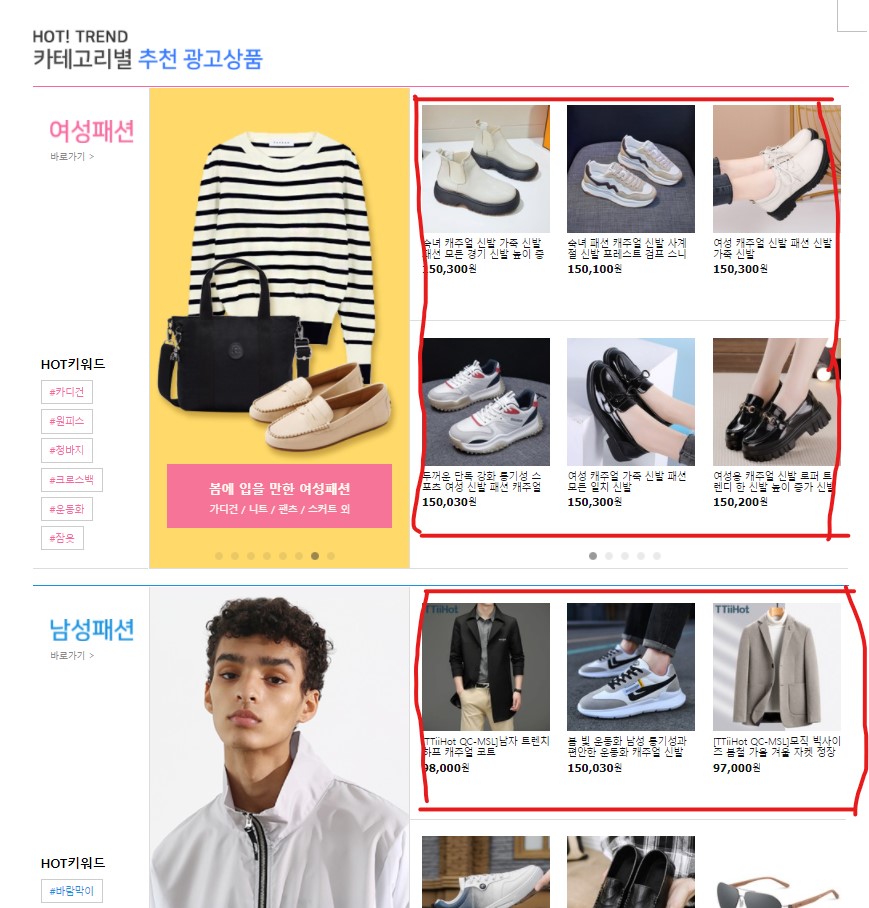 HOT! TREND
카테고리별 추천 광고상품
여성패션
바로가기 >
HOT키워드
#카디건
#원피스
#청바지
#크로스백
#운동화
#잠옷
봄에 입을 만한 여성패션
가디건 / 니트 / 팬츠 / 스커트 외
숙녀 캐주얼 신발 가죽 신발
패션 모든 경기 신발 높이 증
150,300원
숙녀 패션 캐주얼 신발 사계
절 신발 포레스트 검프 스니
150,100원
여성 캐주얼 신발 패션 신발
가죽 신발
150,300원
두꺼운 단독 강화 통기성 스
포츠 여성 신발 패션 캐주얼
150,030원
여성 캐주얼 가죽 신발 패션
모든 일치 신발
150,300원
여성용 캐주얼 신발 로퍼 트
렌디 한 신발 높이 증가 신발
150,200원
남성패션
바로가기 >
HOT키워드
#바람막이
TTiiHot
[TTiiHot QC-MSL]남자 트렌치
하프 캐주얼 코트
98,000원
봄 빛 운동화 남성 통기성과
편안한 운동화 캐주얼 신발
150,030원
TTiiHot
[TTiiHot QC-MSL]모직 빅사이
즈 봄철 가을 겨울 자켓 정장
97,000원